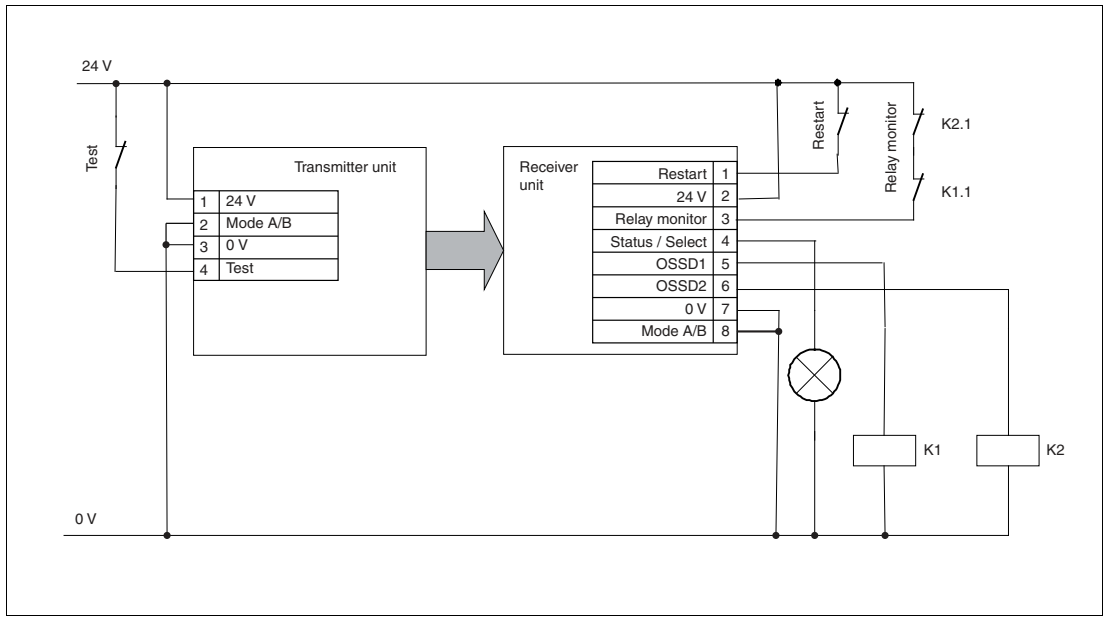 24 V
Test
Transmitter unit
1 24 V
2 Mode A/B
3 0 V
4 Test
Receiver
unit
Restart 1
24 V 2
Relay monitor 3
Status / Select 4
OSSD1 5
OSSD2 6
0 V 7
Mode A/B 8
Restart
Relay monitor
K2.1
K1.1
K1
K2
0 V